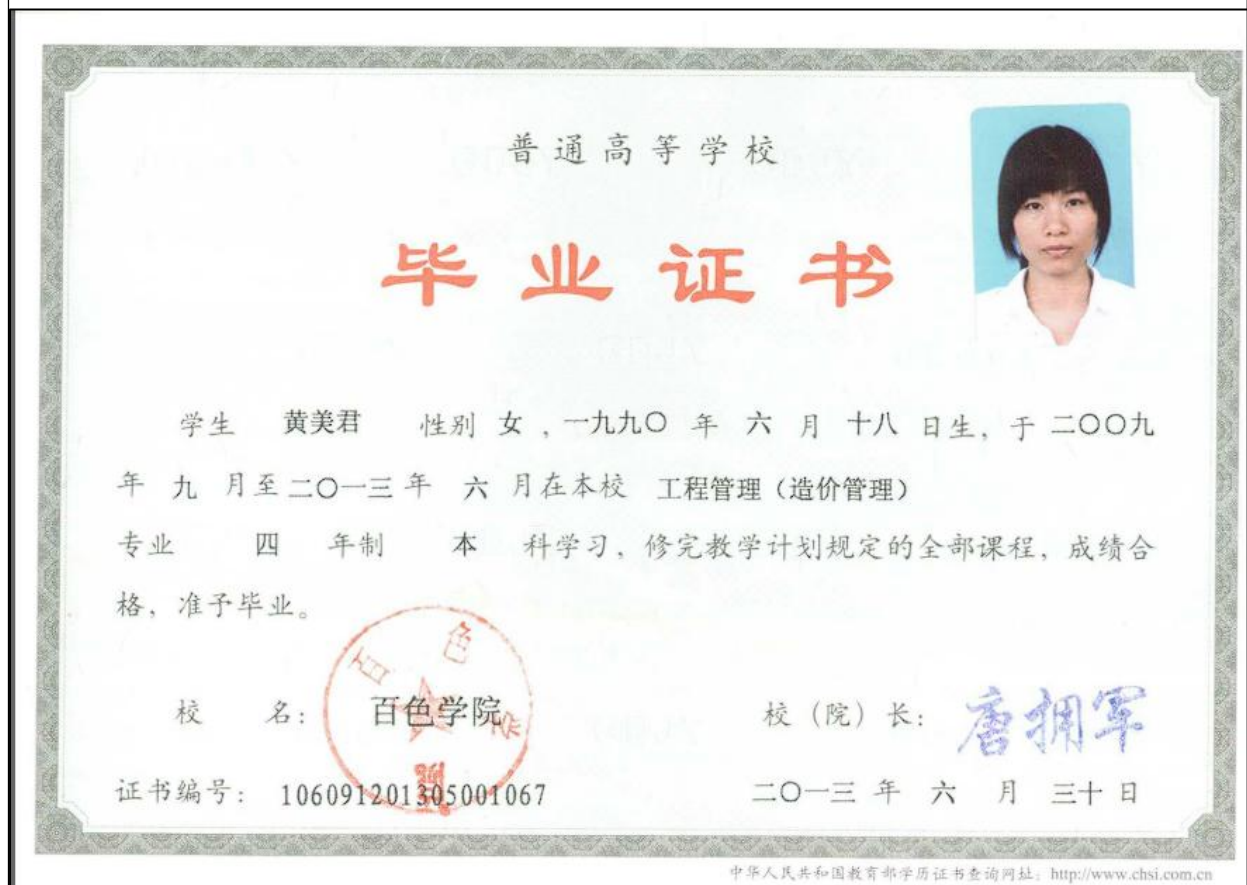 普通高等学校
毕业证书
学生 黄美君 性别 女，一九九〇 年 六 月 十八 日生，于 二〇〇九
年 九 月至 二〇一三 年 六 月在本校 工程管理（造价管理）
专业 四 年制 本 科学习，修完教学计划规定的全部课程，成绩合
格，准予毕业。
百色学院
校 名： 百色学院 校（院）长： 唐拥军
证书编号： 106091201305001067 二〇一三 年 六 月 三十 日
中华人民共和国教育部学历证书查询网址：http://www.chsi.com.cn